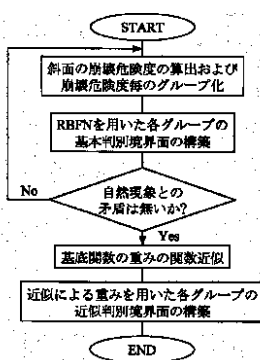 START
斜面の崩壊危険度の算出および
崩壊危険度毎のグループ化
RBFNを用いた各グループの
基本判別境界面の構築
自然現象との
矛盾は無いか?
No
Yes
基底関数の重みの関数近似
近似による重みを用いた各グループの
近似判別境界面の構築
END